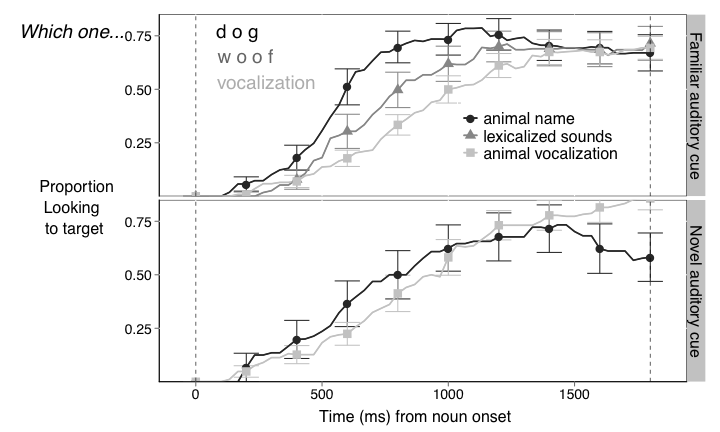 Which one...
d o g
w o o f
vocalization
0.75
0.50
0.25
animal name
lexicalized sounds
animal vocalization
Familiar auditory cue
Proportion
Looking
to target
0.75
0.50
0.25
Novel auditory cue
0
500
1000
1500
Time (ms) from noun onset